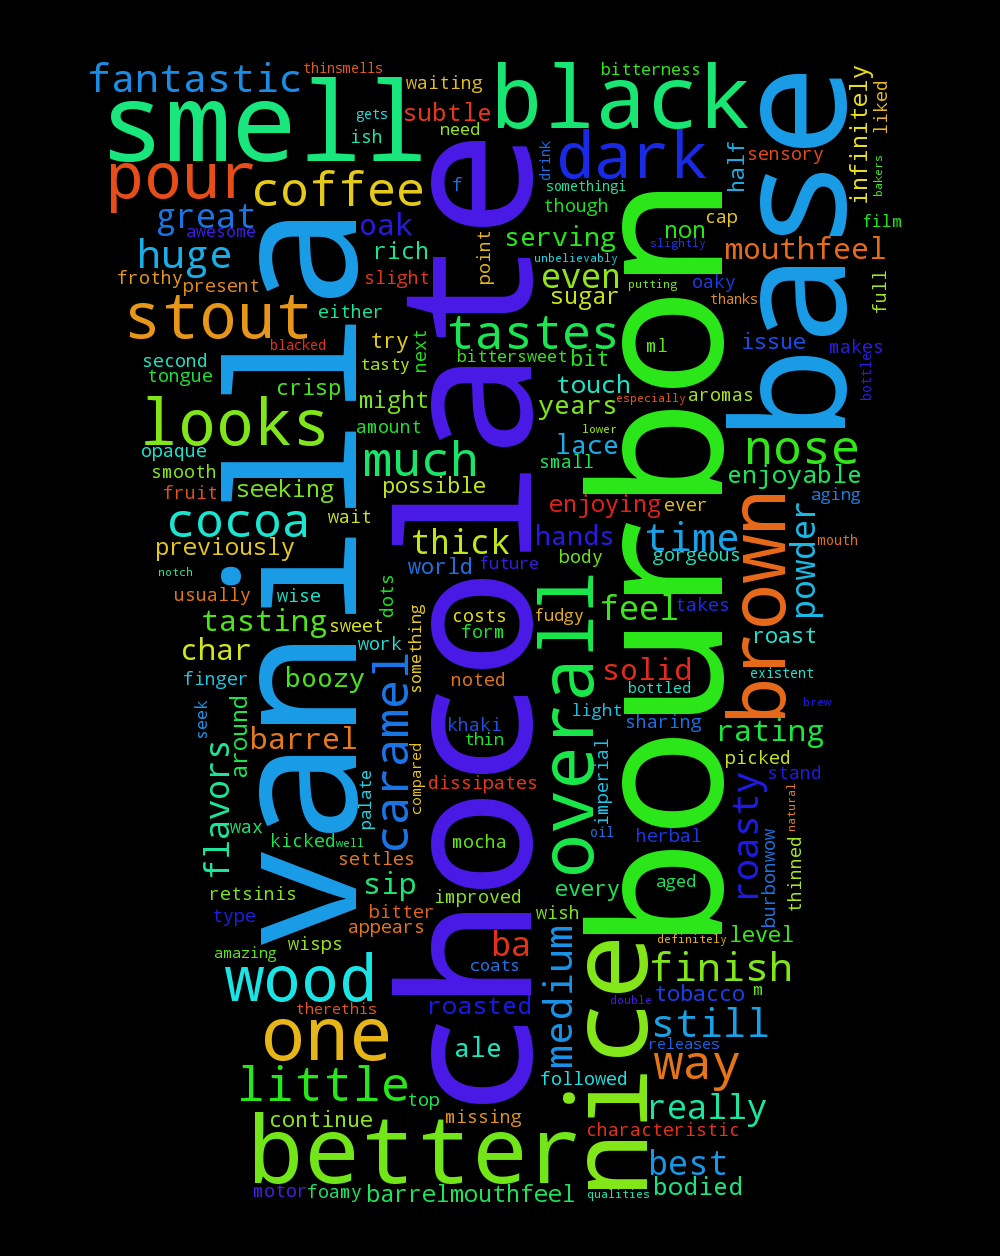 fantastic
thinsmells
waiting
black
bitterness
base
infinitely
liked
smell
gets
subtle
ish
need
dark
drink
half
sensory
bakers
pour
coffee
chocolate
f
somethingi
though
bourbon
cap
film
great
awesome
oak
vanilla
non
slightly
mouthfeel
huge
rich
point
serving
unbelievably
even
oaky
full
frothy
present
slight
sugar
putting
thanks
stout
either
tastes
blacked
try
next
ml
issue
makes
second
tongue
tasty
bittersweet
bit
bottled
crisp
touch
especially
aromas
looks
might
years
amount
lower
opaque
much
lace
nose
smooth
small
enjoyable
fruit
seeking
possible
enjoying
ever
aging
cocoa
wait
brown
powder
previously
thick
hands
time
mouth
notch
world
future
body
gorgeous
usually
wise
dots
tasting
sweet
something
costs
form
fudgy
overall
feel
takes
char
work
roast
finger
boozy
caramel
noted
solid
bottled
existent
seek
around
khaki
light
sharing
brew
barrel
thin
rating
flavors
compared
imperial
picked
palate
dissipates
stand
roasty
natural
wax
kicked
well
mocha
oil
herbal
burbonwow
thinned
settles
sip
aged
retsinis
improved
every
type
bitter
appears
wish
nice
wisps
ba
medium
definitely
level
amazing
coats
finish
wood
therethis
roasted
double
tobacco
m
one
ale
still
releases
way
little
top
followed
really
continue
missing
characteristic
better
best
motor
foamy
barrelmouthfeel
qualities
bodied